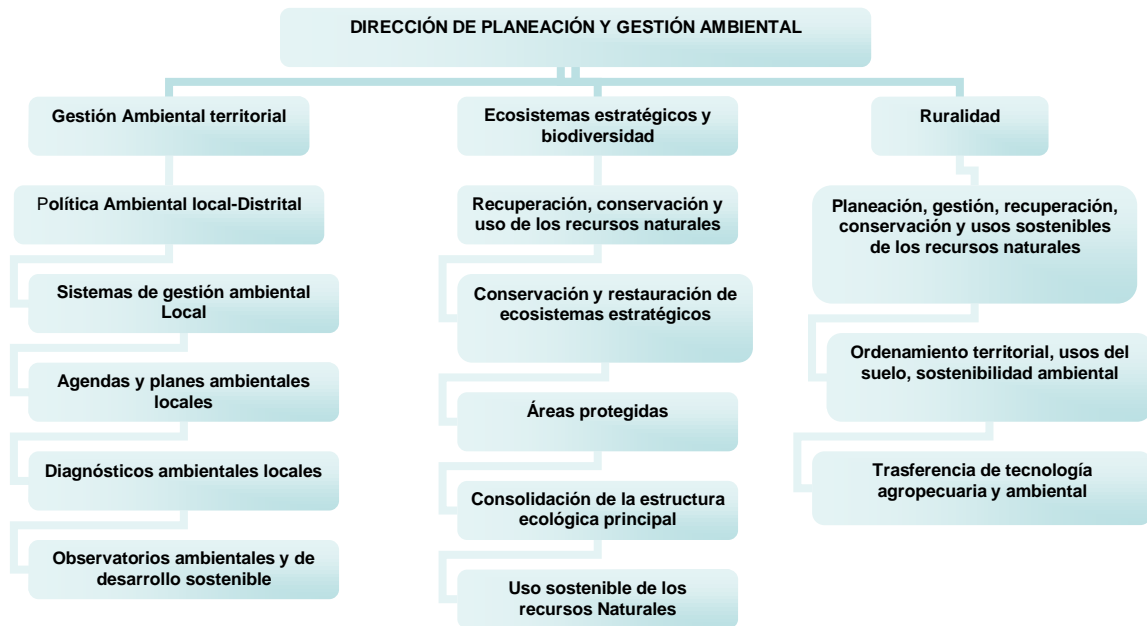 DIRECCIÓN DE PLANEACIÓN Y GESTIÓN AMBIENTAL
Gestión Ambiental territorial
Política Ambiental local-Distrital
Sistemas de gestión ambiental
Local
Agendas y planes ambientales
locales
Diagnósticos ambientales locales
Observatorios ambientales y de
desarrollo sostenible
Ecosistemas estratégicos y
biodiversidad
Recuperación, conservación y
uso de los recursos naturales
Conservación y restauración de
ecosistemas estratégicos
Áreas protegidas
Consolidación de la estructura
ecológica principal
Uso sostenible de los
recursos Naturales
Ruralidad
Planeación, gestión, recuperación,
conservación y usos sostenibles
de los recursos naturales
Ordenamiento territorial, usos del
suelo, sostenibilidad ambiental
Trasferencia de tecnología
agropecuaria y ambiental